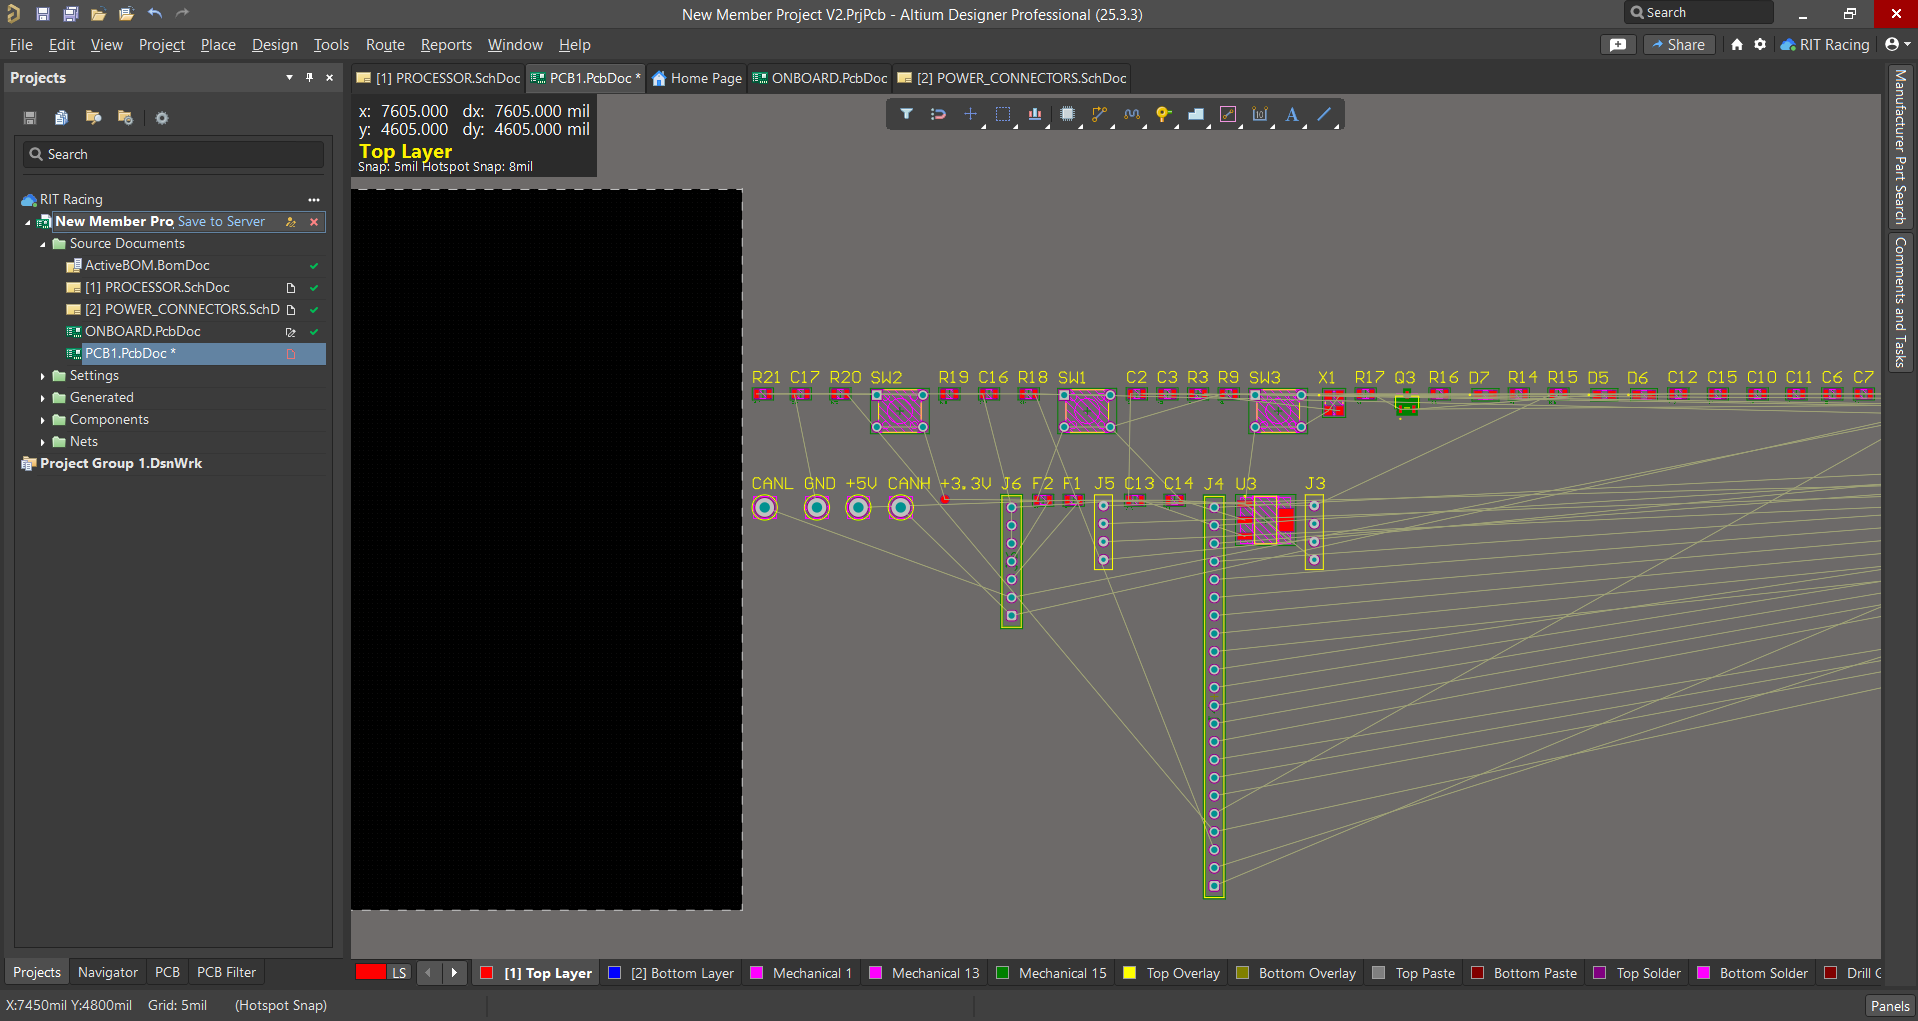 New Member Project V2.PrjPcb - Altium Designer Professional (25.3.3)
Search
File Edit View Project Place Design Tools Route Reports Window Help
Share
RIT Racing
Projects
[1] PROCESSOR.SchDoc
PCB1.PcbDoc *
Home Page
ONBOARD.PcbDoc
[2] POWER_CONNECTORS.SchDoc
x: 7605.000 dx: 7605.000 mil
y: 4605.000 dy: 4605.000 mil
Top Layer
Snap: 5mil Hotspot Snap: 8mil
Search
RIT Racing
New Member Pro Save to Server
Source Documents
ActiveBOM.BomDoc
[1] PROCESSOR.SchDoc
[2] POWER_CONNECTORS.SchD
ONBOARD.PcbDoc
PCB1.PcbDoc *
Settings
Generated
Components
Nets
Project Group 1.DsnWrk
R21 C17 R20 SW2 R19 C16 R18 SW1 C2 C3 R3 R9 SW3 X1 R17 Q3 R16 D7 R14 R15 D5 D6 C12 C15 C10 C11 C6 C7
CANL GND +5V CANH +3.3V J6 F2 F1 J5 C13 C14 J4 U3 J3
Manufacturer Part Search
Comments and Tasks
Projects Navigator PCB PCB Filter
LS
[1] Top Layer
[2] Bottom Layer
Mechanical 1
Mechanical 13
Mechanical 15
Top Overlay
Bottom Overlay
Top Paste
Bottom Paste
Top Solder
Bottom Solder
Drill
X:7450mil Y:4800mil Grid: 5mil (Hotspot Snap)
Panels